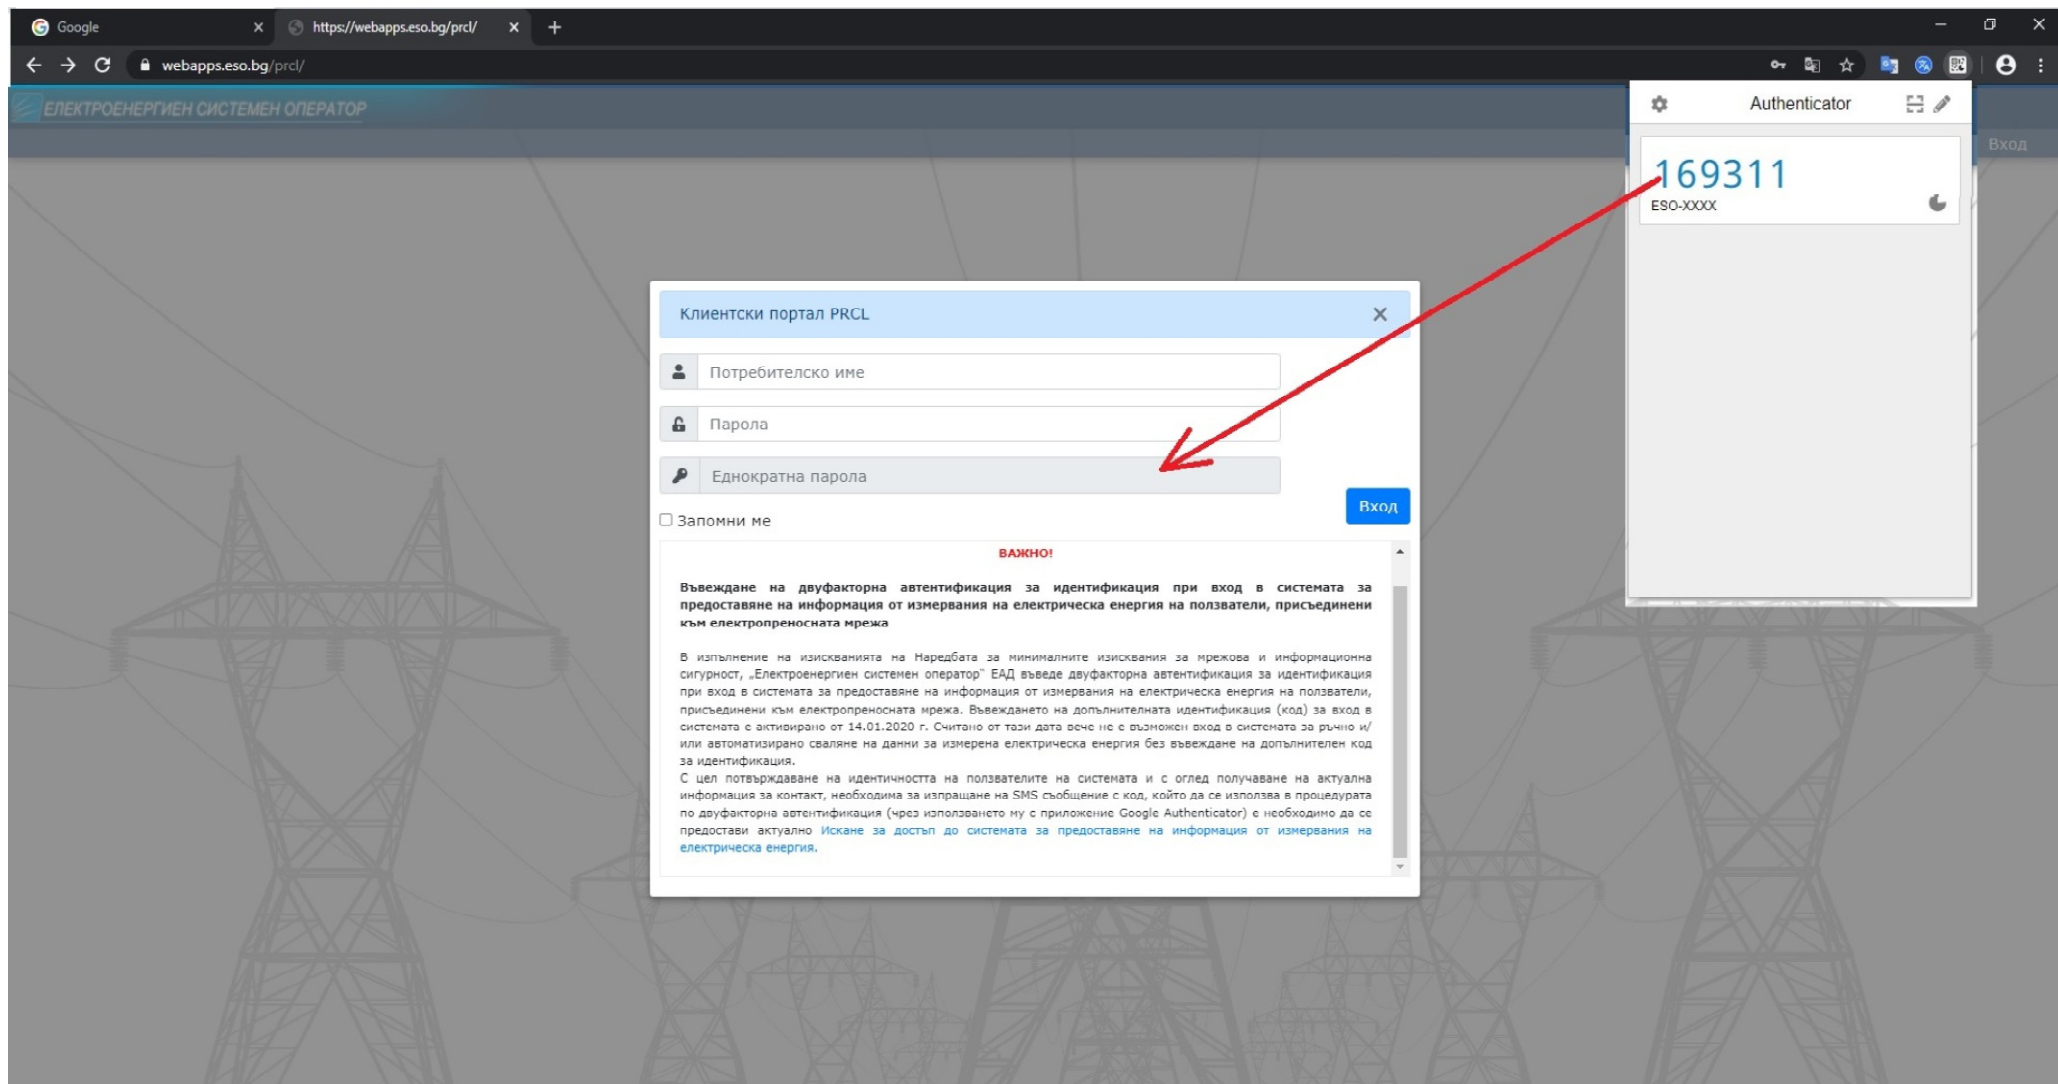 Google
https://webapps.eso.bg/prcl/
webapps.eso.bg/prcl/
ЕЛЕКТРОЕНЕРГИЕН СИСТЕМЕН ОПЕРАТОР
Вход
Authenticator
169311
ESO-XXXX
Клиентски портал PRCL
Потребителско име
Парола
Еднократна парола
Вход
Запомни ме
ВАЖНО!
Въвеждане на двуфакторна автентификация за идентификация при вход в системата за
предоставяне на информация от измервания на електрическа енергия на ползватели, присъединени
към електропреносната мрежа
В изпълнение на изискванията на Наредбата за минималните изисквания за мрежова и информационна
сигурност, „Електроенергиен системен оператор“ ЕАД въведе двуфакторна автентификация за идентификация
при вход в системата за предоставяне на информация от измервания на електрическа енергия на ползватели,
присъединени към електропреносната мрежа. Въвеждането на допълнителната идентификация (код) за вход в
системата е активирано от 14.01.2020 г. Считано от тази дата вече не е възможен вход в системата за ръчно и/
или автоматизирано сваляне на данни за измерена електрическа енергия без въвеждане на допълнителен код
за идентификация.
С цел потвърждаване на идентичността на ползвателите на системата и с оглед получаване на актуална
информация за контакт, необходима за изпращане на SMS съобщение с код, който да се използва в процедурата
по двуфакторна автентификация (чрез използването му с приложение Google Authenticator) е необходимо да се
предостави актуално Искане за достъп до системата за предоставяне на информация от измервания на
електрическа енергия.